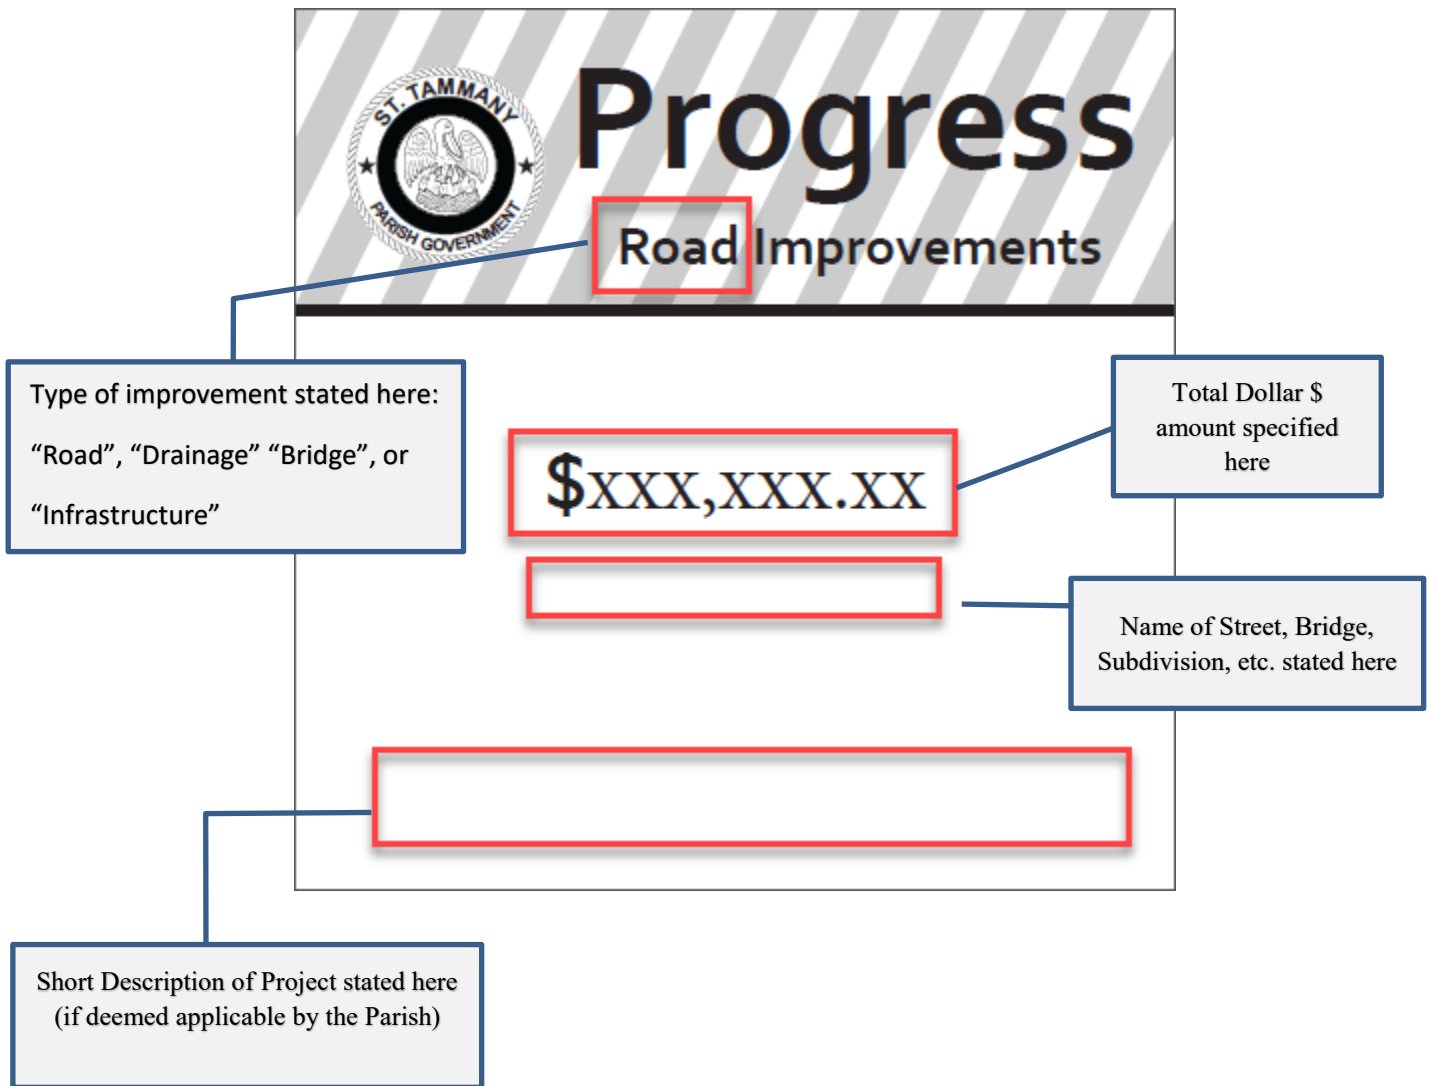 ST. TAMMANY
PARISH GOVERNMENT
Progress
Road Improvements
Type of improvement stated here:
“Road”, “Drainage” “Bridge”, or
“Infrastructure”
Total Dollar $
amount specified
here
$xxx,xxx.xx
Name of Street, Bridge,
Subdivision, etc. stated here
Short Description of Project stated here
(if deemed applicable by the Parish)